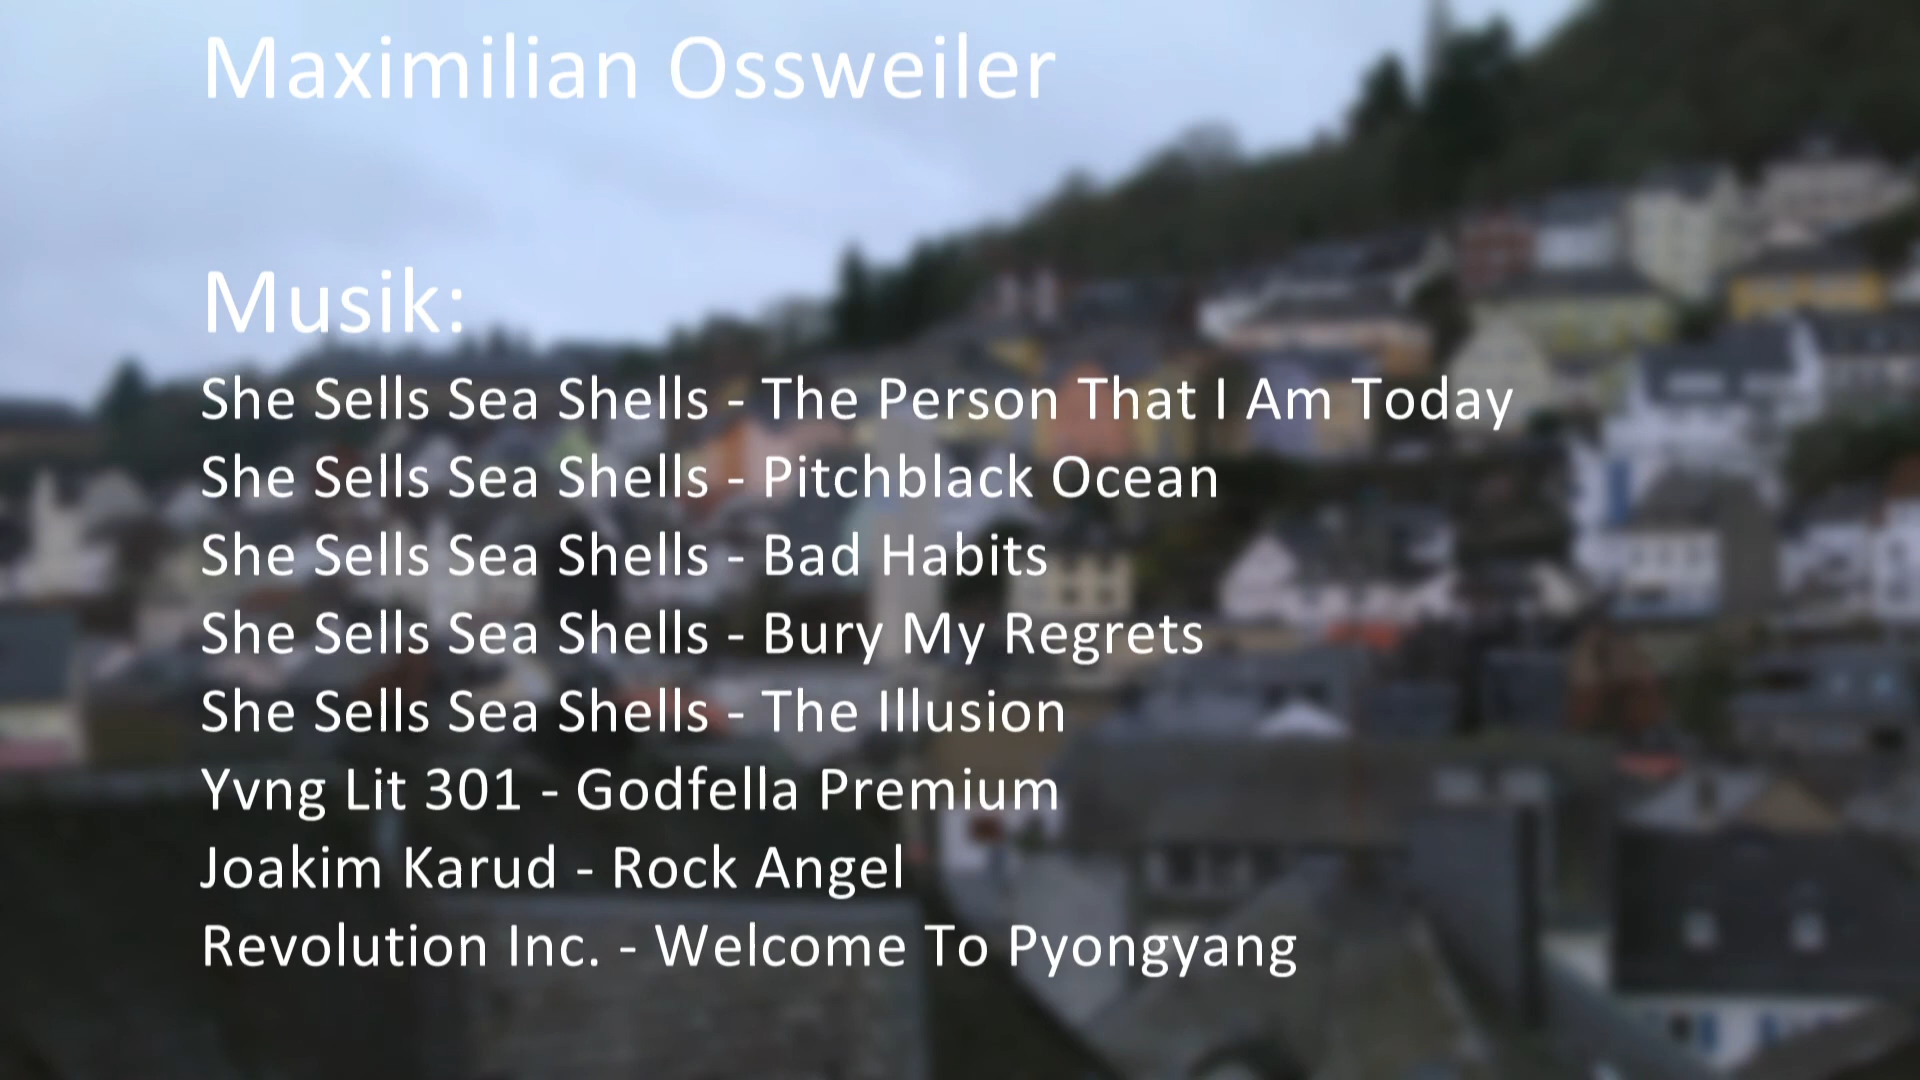 Maximilian Ossweiler
Musik:
She Sells Sea Shells - The Person That I Am Today
She Sells Sea Shells - Pitchblack Ocean
She Sells Sea Shells - Bad Habits
She Sells Sea Shells - Bury My Regrets
She Sells Sea Shells - The Illusion
Yvng Lit 301 - Godfella Premium
Joakim Karud - Rock Angel
Revolution Inc. - Welcome To Pyongyang